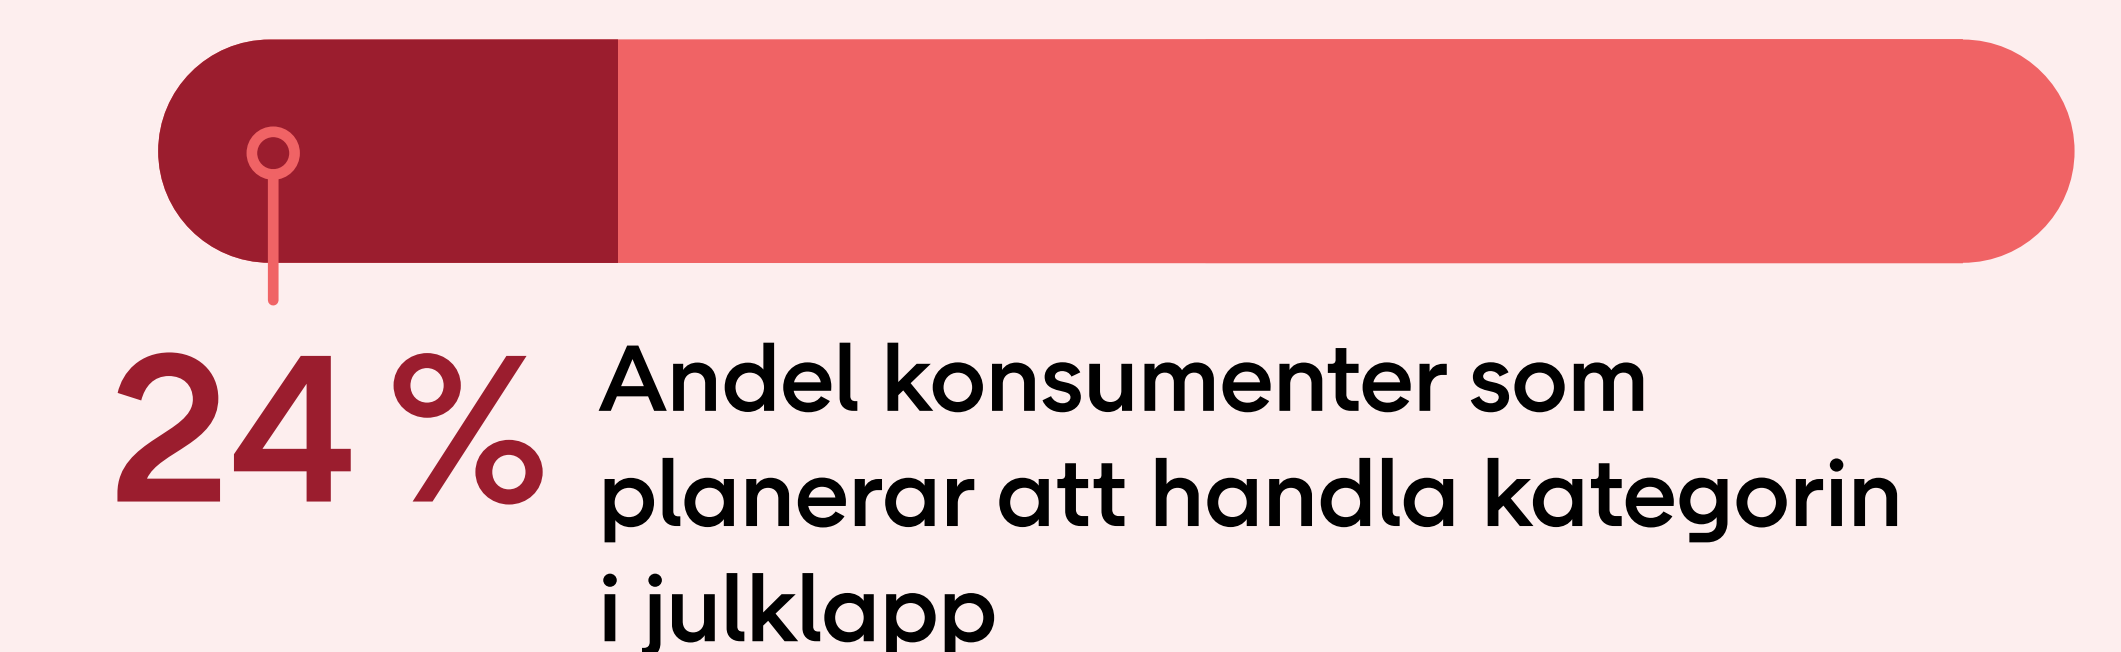 24 %
Andel konsumenter som
planerar att handla kategorin
i julklapp